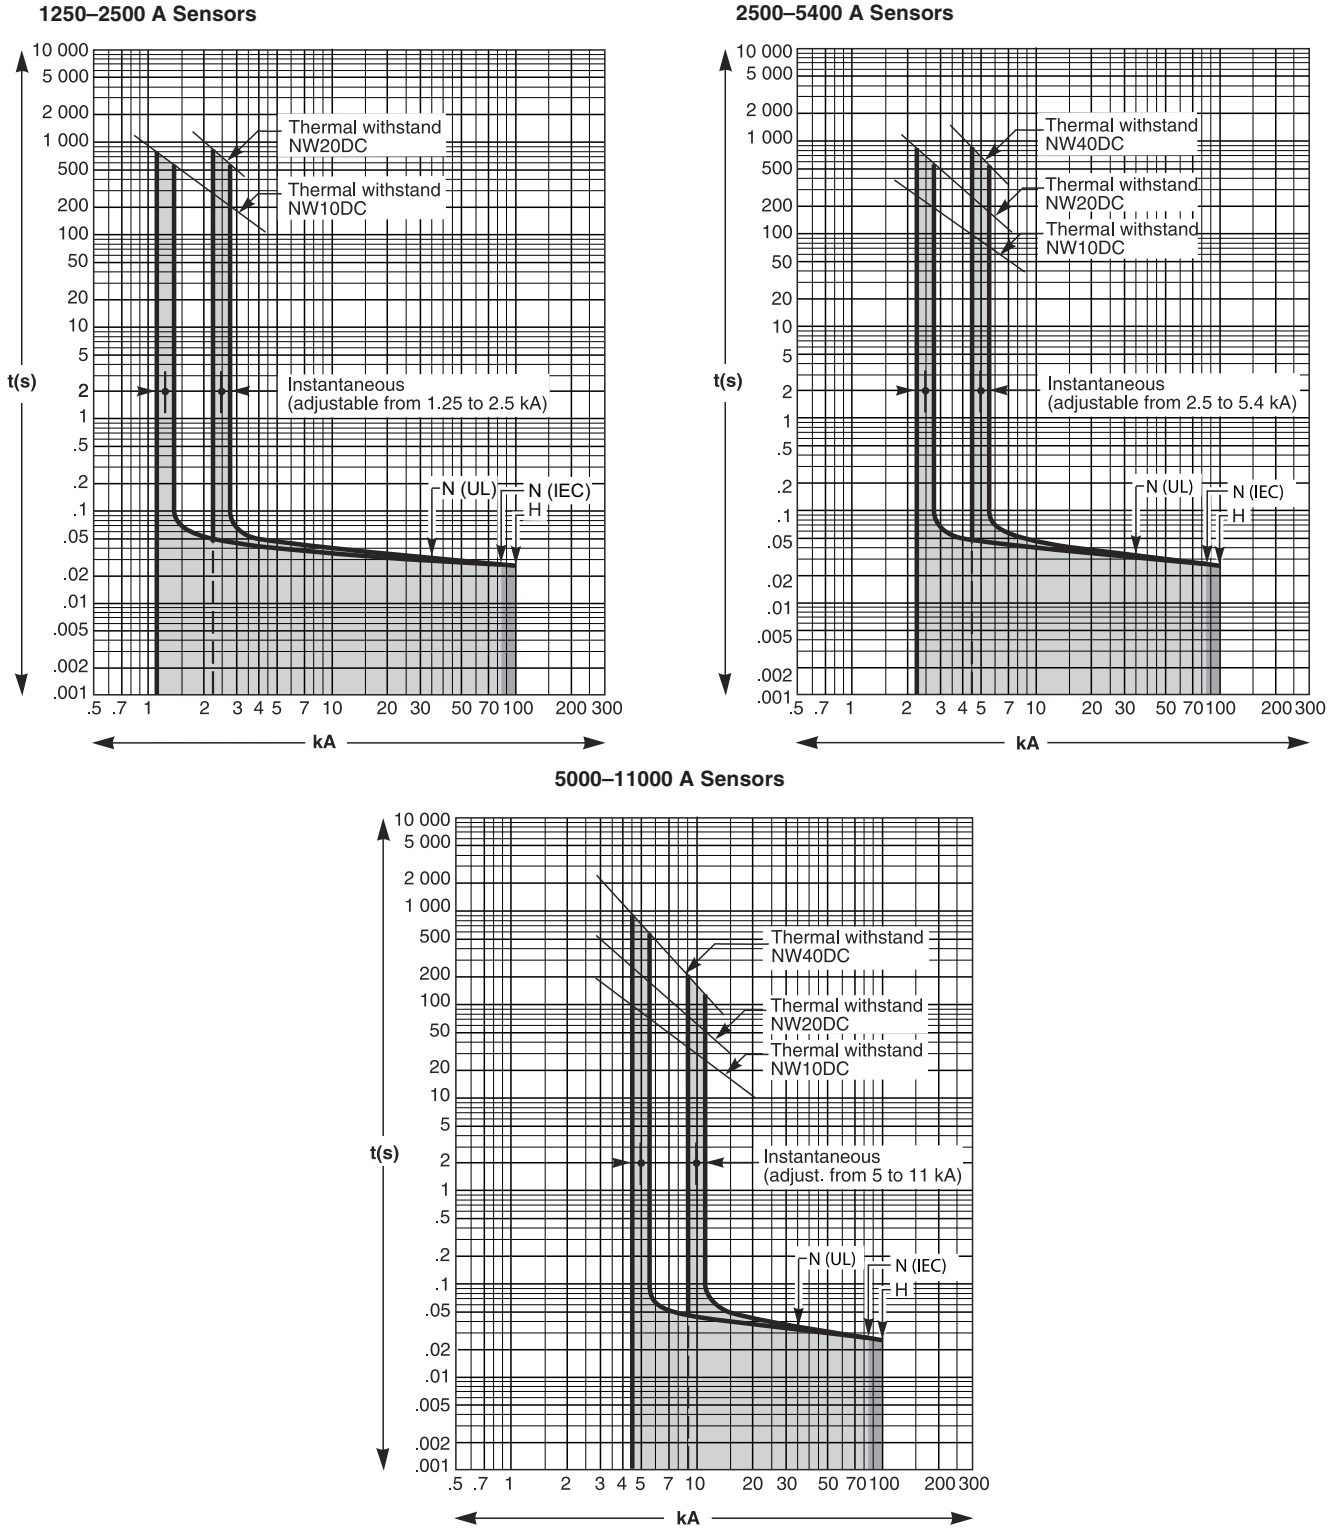 1250–2500 A Sensors
10 000
5 000
2 000
1 000
500
200
100
50
20
10
5
2
1
.5
.2
.1
.05
.02
.01
.005
.002
.001
t(s)
Thermal withstand
NW20DC
Thermal withstand
NW10DC
Instantaneous
(adjustable from 1.25 to 2.5 kA)
N (UL)
N (IEC)
H
.5 .7 1 2 3 4 5 7 10 20 30 50 70 100 200 300
kA
2500–5400 A Sensors
10 000
5 000
2 000
1 000
500
200
100
50
20
10
5
2
1
.5
.2
.1
.05
.02
.01
.005
.002
.001
t(s)
Thermal withstand
NW40DC
Thermal withstand
NW20DC
Thermal withstand
NW10DC
Instantaneous
(adjustable from 2.5 to 5.4 kA)
N (UL)
N (IEC)
H
.5 .7 1 2 3 4 5 7 10 20 30 50 70 100 200 300
kA
5000–11000 A Sensors
10 000
5 000
2 000
1 000
500
200
100
50
20
10
5
2
1
.5
.2
.1
.05
.02
.01
.005
.002
.001
t(s)
Thermal withstand
NW40DC
Thermal withstand
NW20DC
Thermal withstand
NW10DC
Instantaneous
(adjust. from 5 to 11 kA)
N (UL)
N (IEC)
H
.5 .7 1 2 3 4 5 7 10 20 30 50 70 100 200 300
kA